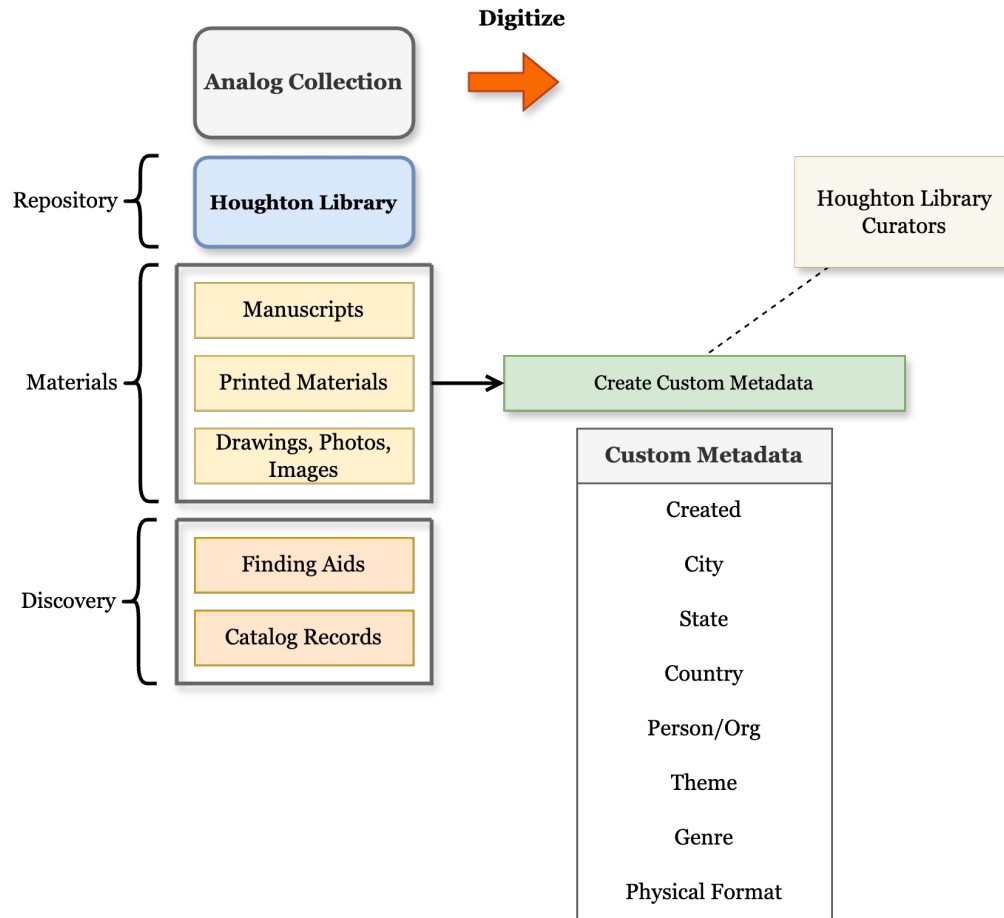 Digitize
Analog Collection
Repository
Houghton Library
Houghton Library
Curators
Materials
Manuscripts
Printed Materials
Drawings, Photos,
Images
Create Custom Metadata
Discovery
Finding Aids
Catalog Records
Custom Metadata
Created
City
State
Country
Person/Org
Theme
Genre
Physical Format